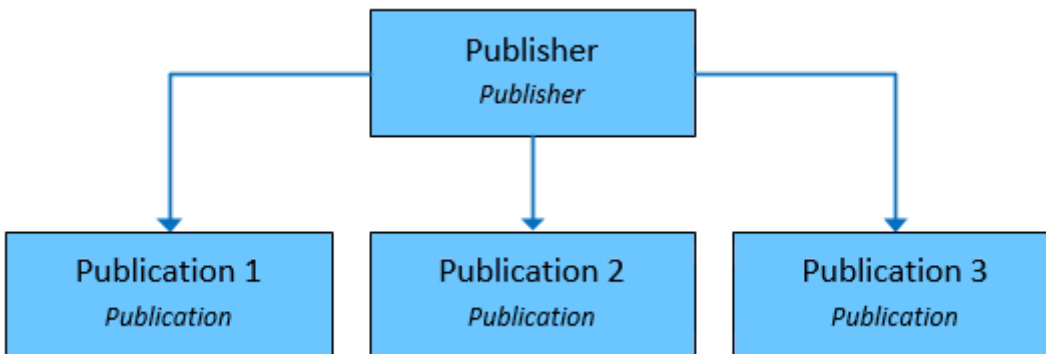 Publisher
Publisher
Publication 1
Publication
Publication 2
Publication
Publication 3
Publication